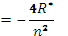 = − 4R* / n²